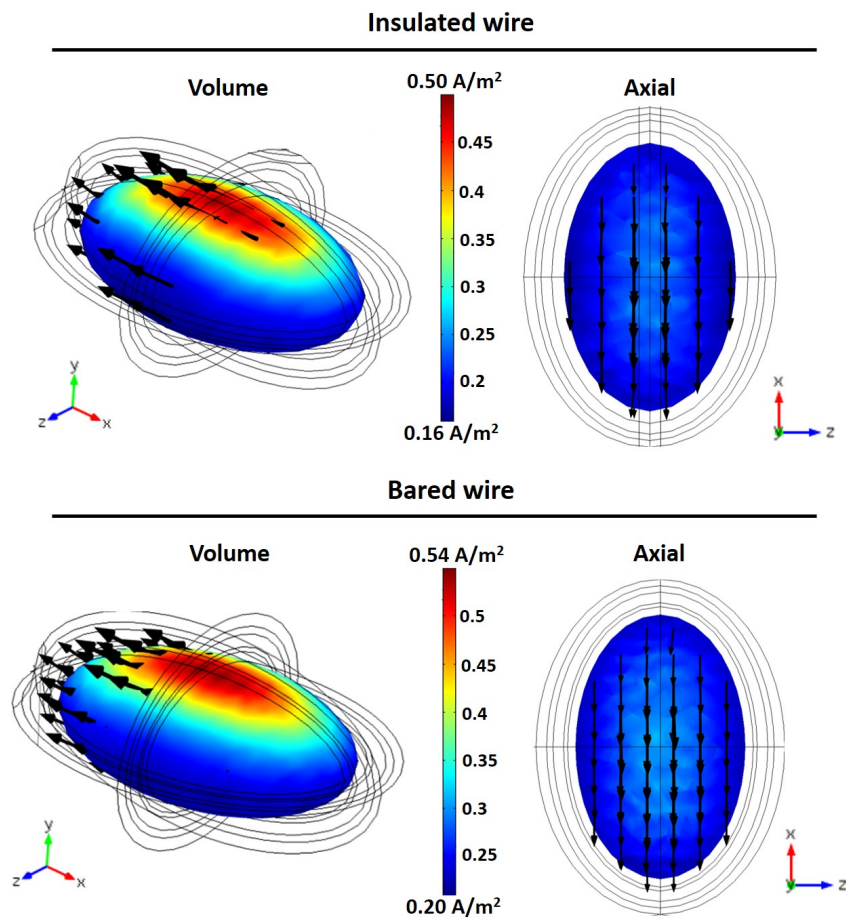 Insulated wire
Volume
0.50 A/m²
Axial
0.45
0.4
0.35
0.3
0.25
0.2
0.16 A/m²
y
z
x
x
y
z
Bared wire
Volume
0.54 A/m²
Axial
0.5
0.45
0.4
0.35
0.3
0.25
0.20 A/m²
y
z
x
x
y
z